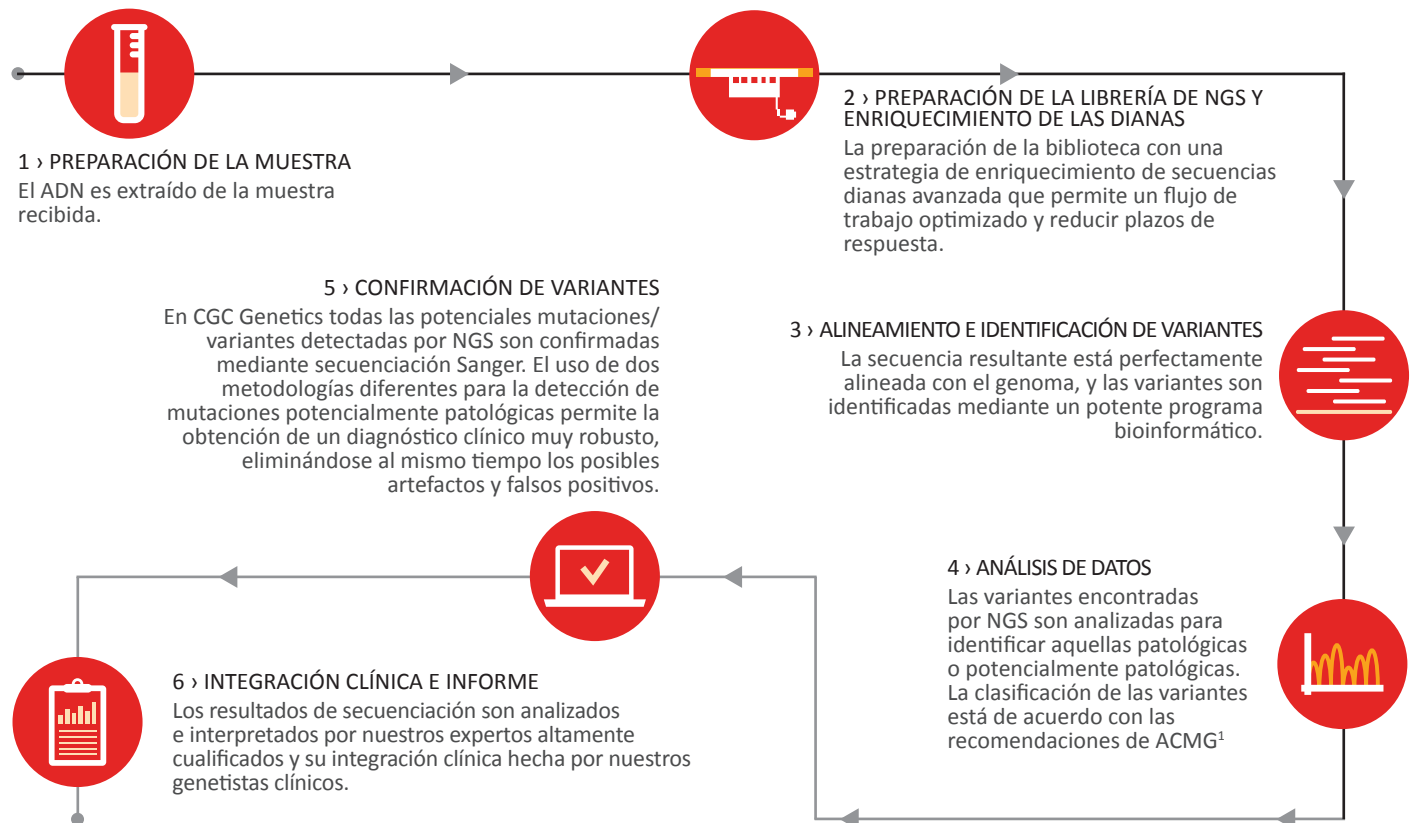 1 › PREPARACIÓN DE LA MUESTRA
El ADN es extraído de la muestra
recibida.
2 › PREPARACIÓN DE LA LIBRERÍA DE NGS Y
ENRIQUECIMIENTO DE LAS DIANAS
La preparación de la biblioteca con una
estrategia de enriquecimiento de secuencias
dianas avanzada que permite un flujo de
trabajo optimizado y reducir plazos de
respuesta.
3 › ALINEAMIENTO E IDENTIFICACIÓN DE VARIANTES
La secuencia resultante está perfectamente
alineada con el genoma, y las variantes son
identificadas mediante un potente programa
bioinformático.
4 › ANÁLISIS DE DATOS
Las variantes encontradas
por NGS son analizadas para
identificar aquellas patológicas
o potencialmente patológicas.
La clasificación de las variantes
está de acuerdo con las
recomendaciones de ACMG¹
5 › CONFIRMACIÓN DE VARIANTES
En CGC Genetics todas las potenciales mutaciones/
variantes detectadas por NGS son confirmadas
mediante secuenciación Sanger. El uso de dos
metodologías diferentes para la detección de
mutaciones potencialmente patológicas permite la
obtención de un diagnóstico clínico muy robusto,
eliminándose al mismo tiempo los posibles
artefactos y falsos positivos.
6 › INTEGRACIÓN CLÍNICA E INFORME
Los resultados de secuenciación son analizados
e interpretados por nuestros expertos altamente
cualificados y su integración clínica hecha por nuestros
genetistas clínicos.